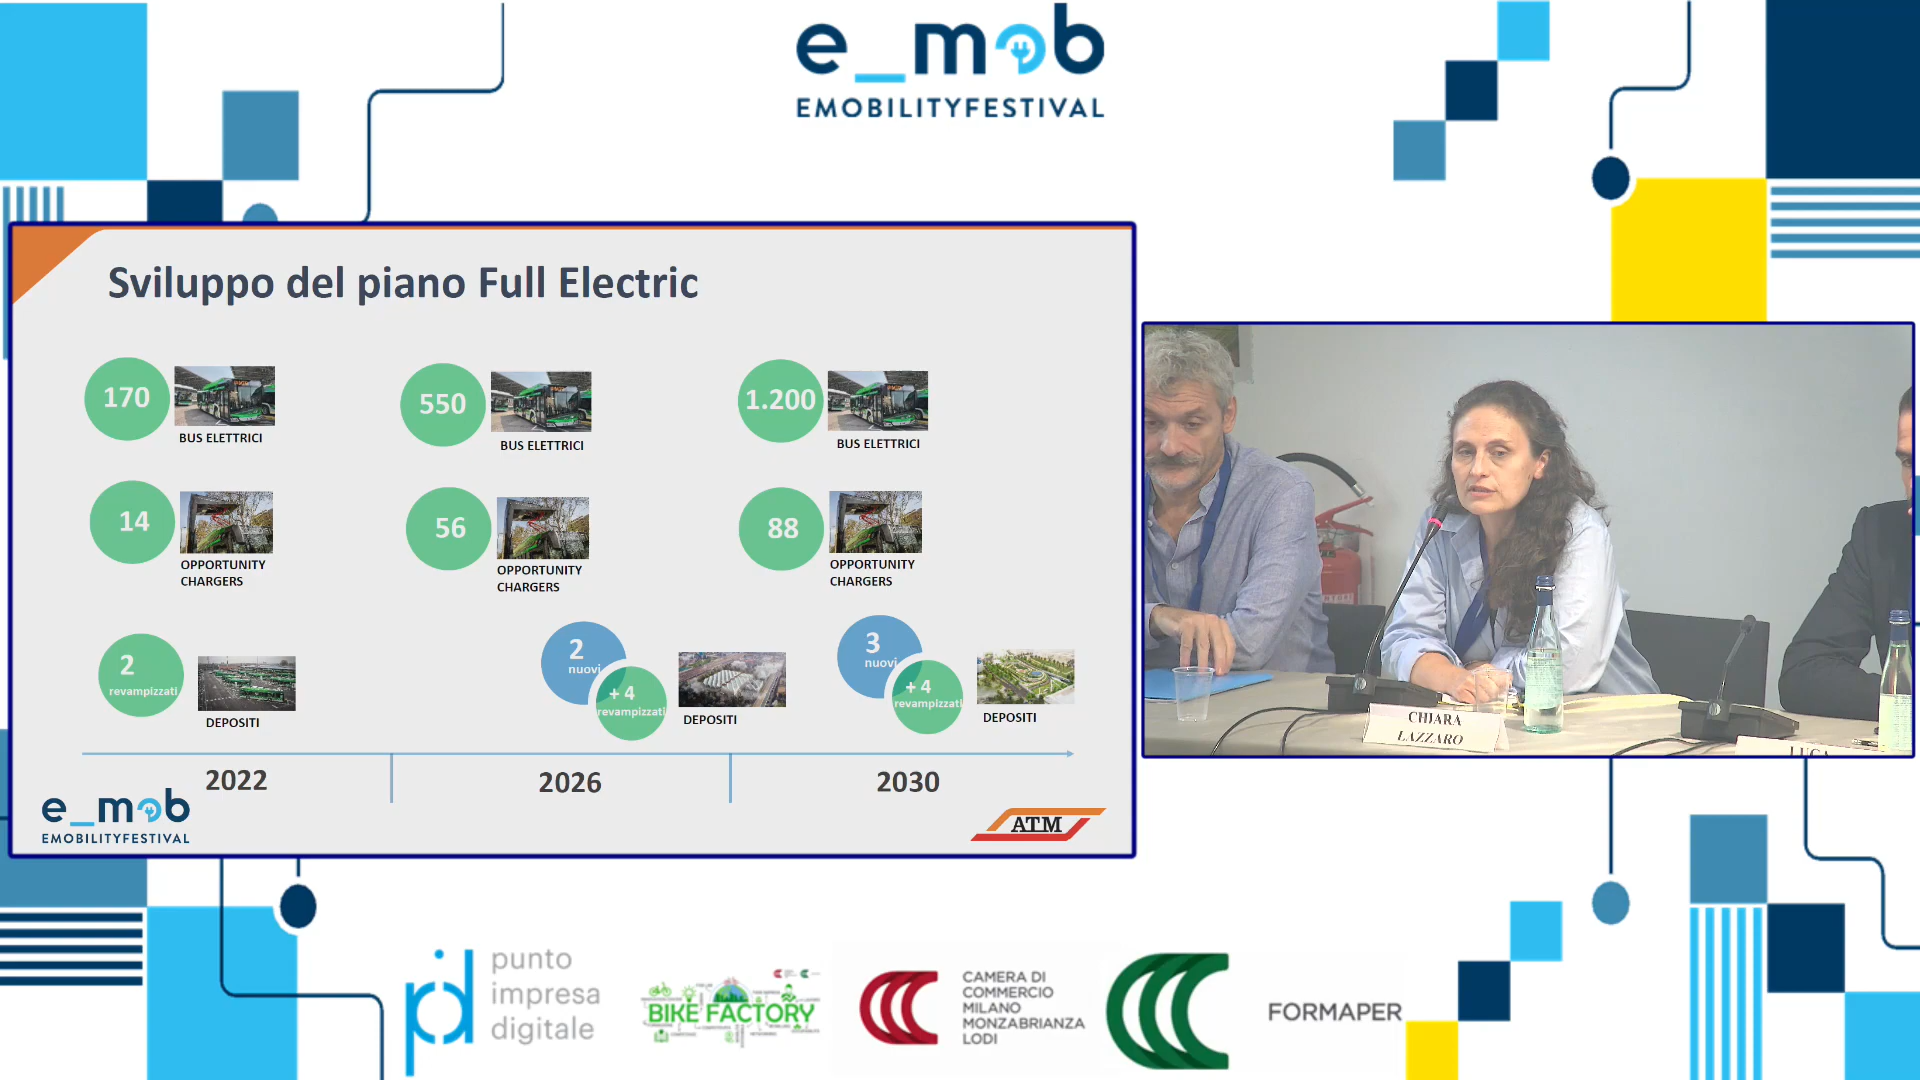 e_mob
EMOBILITYFESTIVAL
Sviluppo del piano Full Electric
170
BUS ELETTRICI
550
BUS ELETTRICI
1.200
BUS ELETTRICI
14
OPPORTUNITY
CHARGERS
56
OPPORTUNITY
CHARGERS
88
OPPORTUNITY
CHARGERS
2
revampizzati
DEPOSITI
2
nuovi
+ 4
revampizzati
DEPOSITI
3
nuovi
+ 4
revampizzati
DEPOSITI
2022
2026
2030
e_mob
EMOBILITYFESTIVAL
ATM
CHIARA
LAZZARO
LUCA
punto
impresa
digitale
BIKE FACTORY
CAMERA DI
COMMERCIO
MILANO
MONZABRIANZA
LODI
FORMAPER